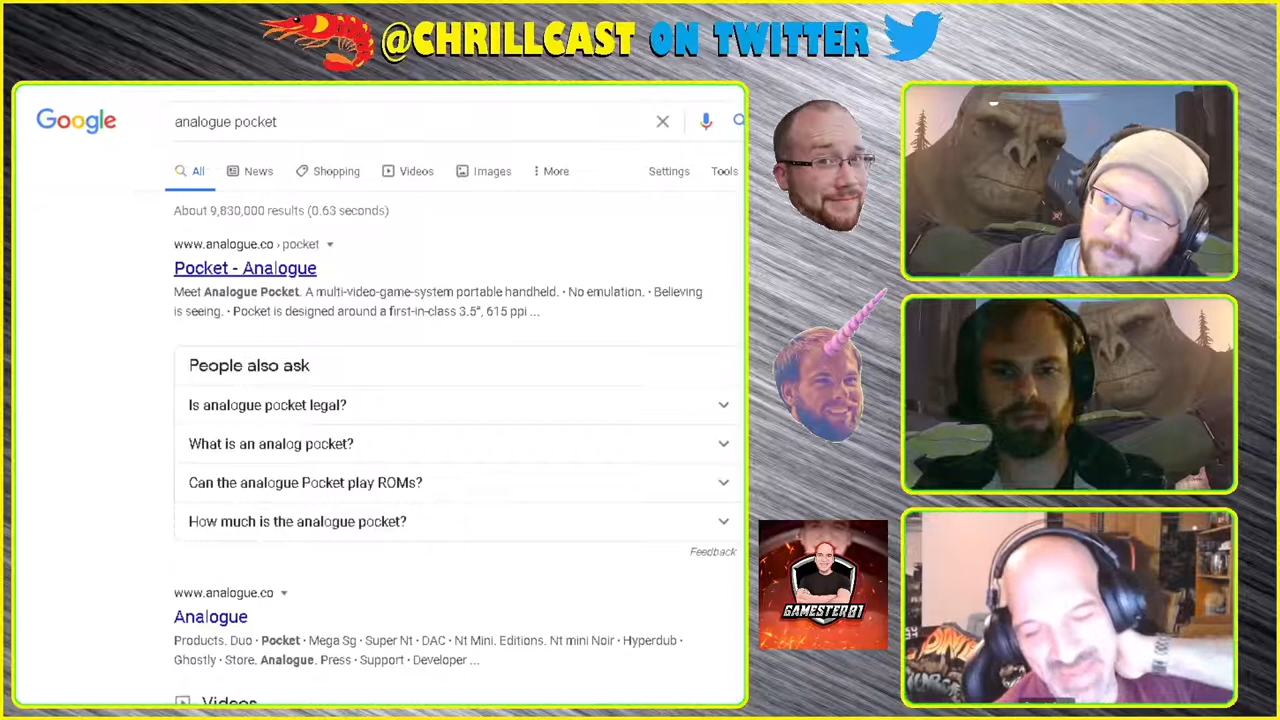 @CHRILLCAST ON TWITTER
Google
analogue pocket
All News Shopping Videos Images More Settings Tools
About 9,830,000 results (0.63 seconds)
www.analogue.co › pocket
Pocket - Analogue
Meet Analogue Pocket. A multi-video-game-system portable handheld. · No emulation. · Believing
is seeing. · Pocket is designed around a first-in-class 3.5", 615 ppi ...
People also ask
Is analogue pocket legal?
What is an analog pocket?
Can the analogue Pocket play ROMs?
How much is the analogue pocket?
Feedback
www.analogue.co
Analogue
Products. Duo · Pocket · Mega Sg · Super Nt · DAC · Nt Mini. Editions. Nt mini Noir · Hyperdub ·
Ghostly · Store. Analogue. Press · Support · Developer ...
Videos
GAMESTER81